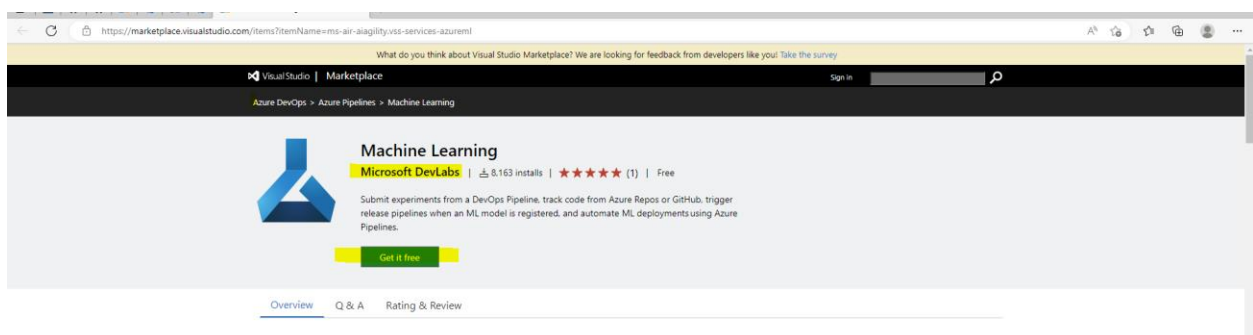 https://marketplace.visualstudio.com/items?itemName=ms-air-aiagility.vss-services-azureml
What do you think about Visual Studio Marketplace? We are looking for feedback from developers like you! Take the survey
Visual Studio | Marketplace
Sign in
Azure DevOps > Azure Pipelines > Machine Learning
Machine Learning
Microsoft DevLabs | 8,163 installs | ★★★★★ (1) | Free
Submit experiments from a DevOps Pipeline, track code from Azure Repos or GitHub, trigger
release pipelines when an ML model is registered, and automate ML deployments using Azure
Pipelines.
Get it free
Overview Q & A Rating & Review